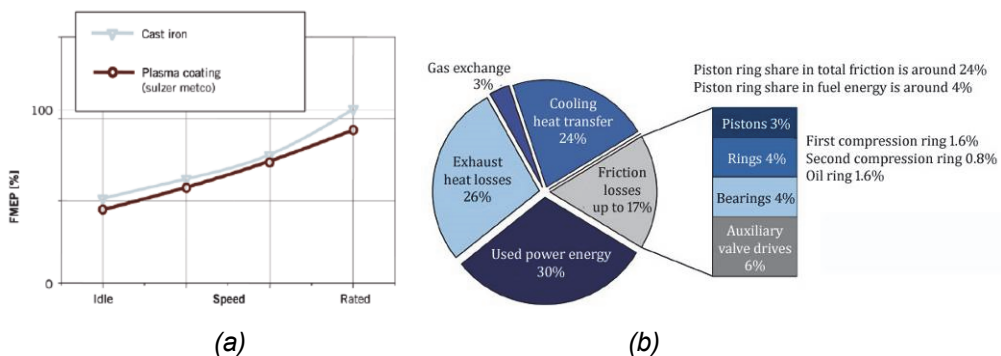 Cast iron
Plasma coating
(sulzer metco)
100
FMEP [%]
0
Idle
Speed
Rated
(a)
Gas exchange
3%
Cooling
heat transfer
24%
Exhaust
heat losses
26%
Friction
losses
up to 17%
Used power energy
30%
Piston ring share in total friction is around 24%
Piston ring share in fuel energy is around 4%
Pistons 3%
Rings 4%
Bearings 4%
Auxiliary
valve drives
6%
First compression ring 1.6%
Second compression ring 0.8%
Oil ring 1.6%
(b)